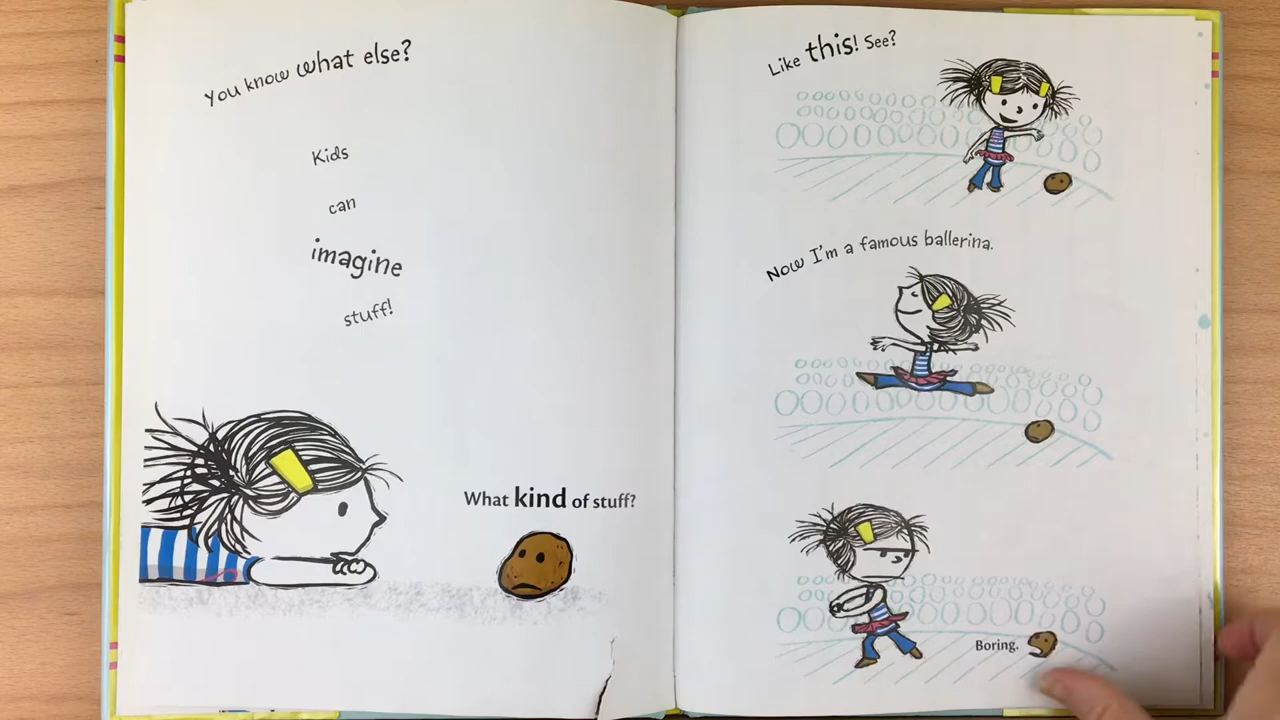 You know what else?
Kids
can
imagine
stuff!
What kind of stuff?
Like this! See?
Now I'm a famous ballerina.
Boring.